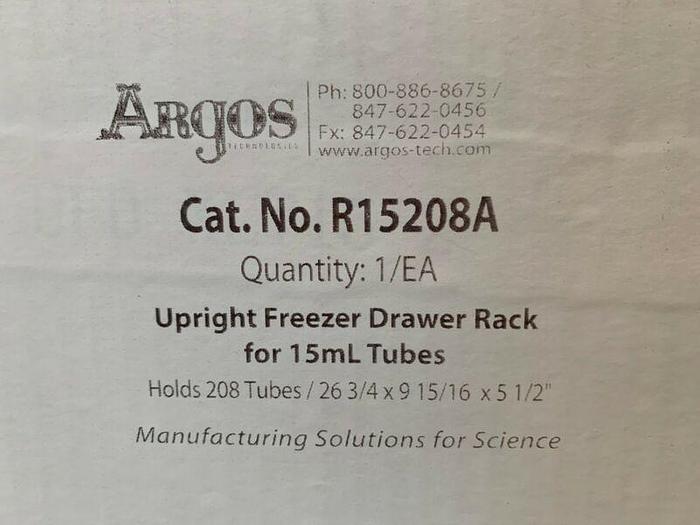 Argos
TECHNOLOGIES
Ph: 800-886-8675 /
847-622-0456
Fx: 847-622-0454
www.argos-tech.com
Cat. No. R15208A
Quantity: 1/EA
Upright Freezer Drawer Rack
for 15mL Tubes
Holds 208 Tubes / 26 3/4 x 9 15/16 x 5 1/2"
Manufacturing Solutions for Science